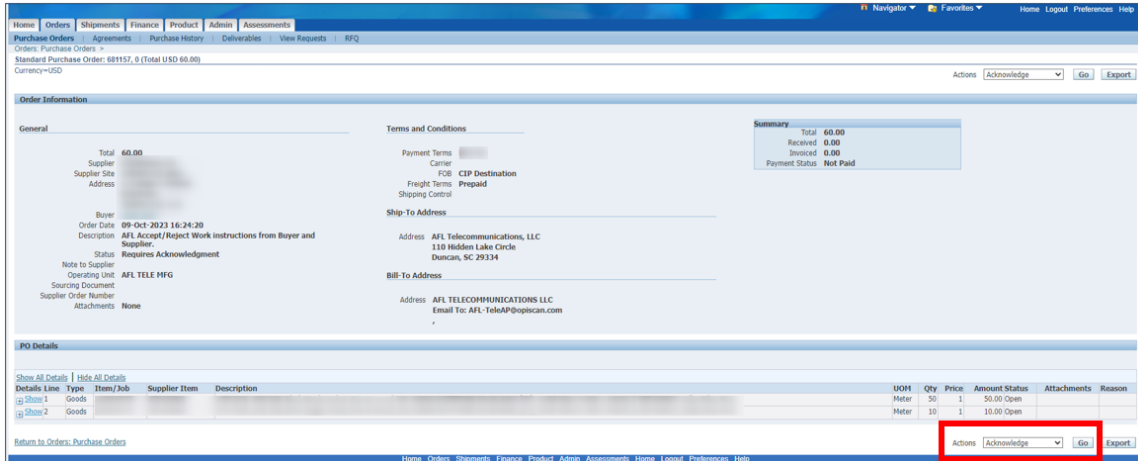 Navigator Favorites Home Logout Preferences Help
Home Orders Shipments Finance Product Admin Assessments
Purchase Orders | Agreements | Purchase History | Deliverables | View Requests | RFQ
Orders: Purchase Orders >
Standard Purchase Order: 681157, 0 (Total USD 60.00)
Currency=USD
Actions Acknowledge Go Export
Order Information
General
Total 60.00
Supplier
Supplier Site
Address
Buyer
Order Date 09-Oct-2023 16:24:20
Description AFL Accept/Reject Work instructions from Buyer and
Supplier.
Status Requires Acknowledgment
Note to Supplier
Operating Unit AFL TELE MFG
Sourcing Document
Supplier Order Number
Attachments None
Terms and Conditions
Payment Terms
Carrier
FOB CIP Destination
Freight Terms Prepaid
Shipping Control
Ship-To Address
Address AFL Telecommunications, LLC
110 Hidden Lake Circle
Duncan, SC 29334
Bill-To Address
Address AFL TELECOMMUNICATIONS LLC
Email To: AFL-TeleAP@opiscan.com
,
Summary
Total 60.00
Received 0.00
Invoiced 0.00
Payment Status Not Paid
PO Details
Show All Details | Hide All Details
Details Line Type Item/Job Supplier Item Description UOM Qty Price Amount Status Attachments Reason
Show 1 Goods Meter 50 1 50.00 Open
Show 2 Goods Meter 10 1 10.00 Open
Return to Orders: Purchase Orders
Actions Acknowledge Go Export
Home Orders Shipments Finance Product Admin Assessments Home Logout Preferences Help